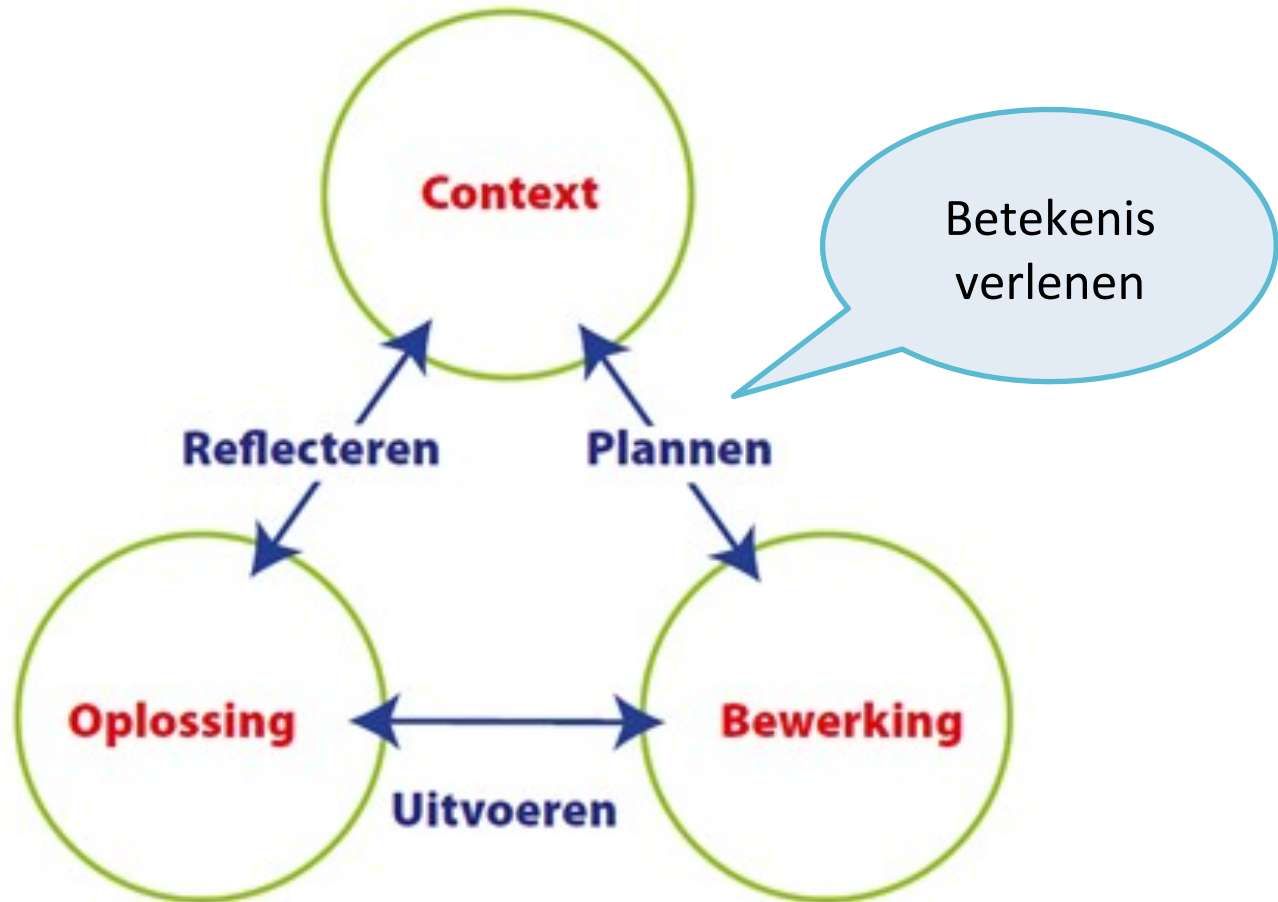 Context
Betekenis
verlenen
Reflecteren
Plannen
Oplossing
Bewerking
Uitvoeren